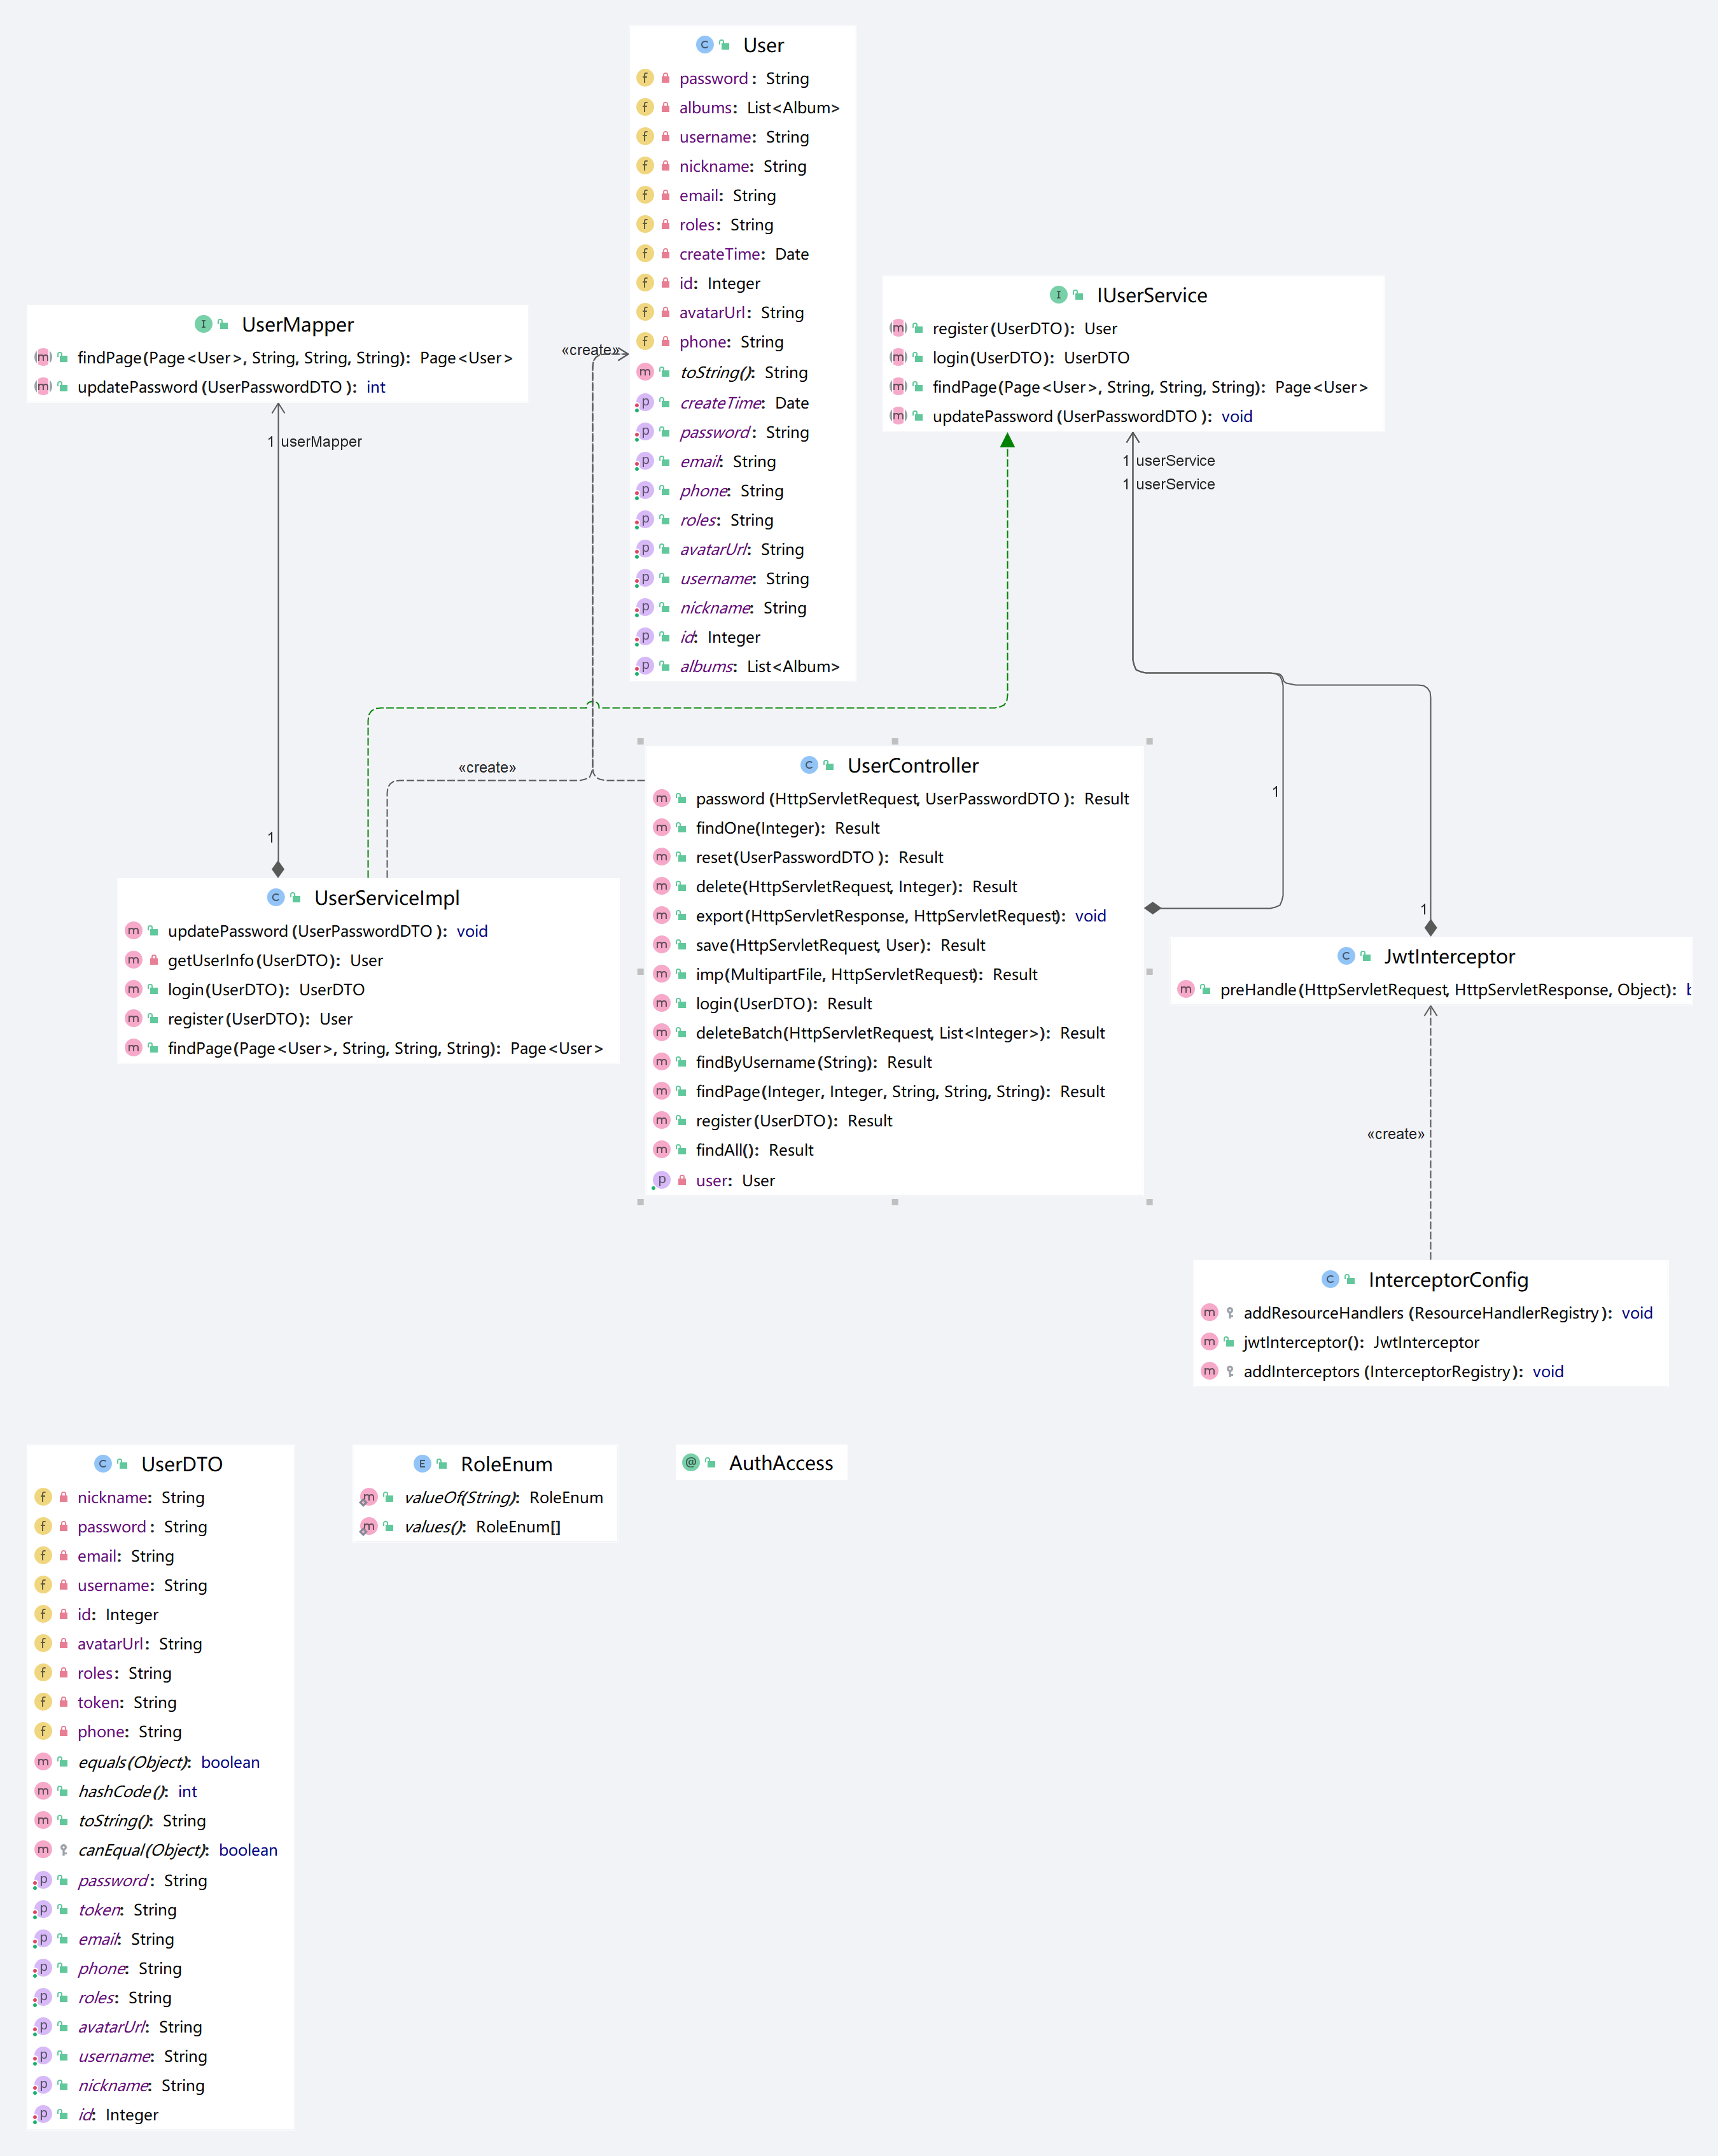 User
password: String
albums: List<Album>
username: String
nickname: String
email: String
roles: String
createTime: Date
id: Integer
avatarUrl: String
phone: String
toString(): String
createTime: Date
password: String
email: String
phone: String
roles: String
avatarUrl: String
username: String
nickname: String
id: Integer
albums: List<Album>
IUserService
register(UserDTO): User
login(UserDTO): UserDTO
findPage(Page<User>, String, String, String): Page<User>
updatePassword(UserPasswordDTO): void
UserMapper
findPage(Page<User>, String, String, String): Page<User>
updatePassword(UserPasswordDTO): int
«create»
1 userMapper
1 userService
1 userService
«create»
1
1
1
UserController
password(HttpServletRequest, UserPasswordDTO): Result
findOne(Integer): Result
reset(UserPasswordDTO): Result
delete(HttpServletRequest, Integer): Result
export(HttpServletResponse, HttpServletRequest): void
save(HttpServletRequest, User): Result
imp(MultipartFile, HttpServletRequest): Result
login(UserDTO): Result
deleteBatch(HttpServletRequest, List<Integer>): Result
findByUsername(String): Result
findPage(Integer, Integer, String, String, String): Result
register(UserDTO): Result
findAll(): Result
user: User
UserServiceImpl
updatePassword(UserPasswordDTO): void
getUserInfo(UserDTO): User
login(UserDTO): UserDTO
register(UserDTO): User
findPage(Page<User>, String, String, String): Page<User>
JwtInterceptor
preHandle(HttpServletRequest, HttpServletResponse, Object):
«create»
InterceptorConfig
addResourceHandlers(ResourceHandlerRegistry): void
jwtInterceptor(): JwtInterceptor
addInterceptors(InterceptorRegistry): void
UserDTO
nickname: String
password: String
email: String
username: String
id: Integer
avatarUrl: String
roles: String
token: String
phone: String
equals(Object): boolean
hashCode(): int
toString(): String
canEqual(Object): boolean
password: String
token: String
email: String
phone: String
roles: String
avatarUrl: String
username: String
nickname: String
id: Integer
RoleEnum
valueOf(String): RoleEnum
values(): RoleEnum[]
AuthAccess